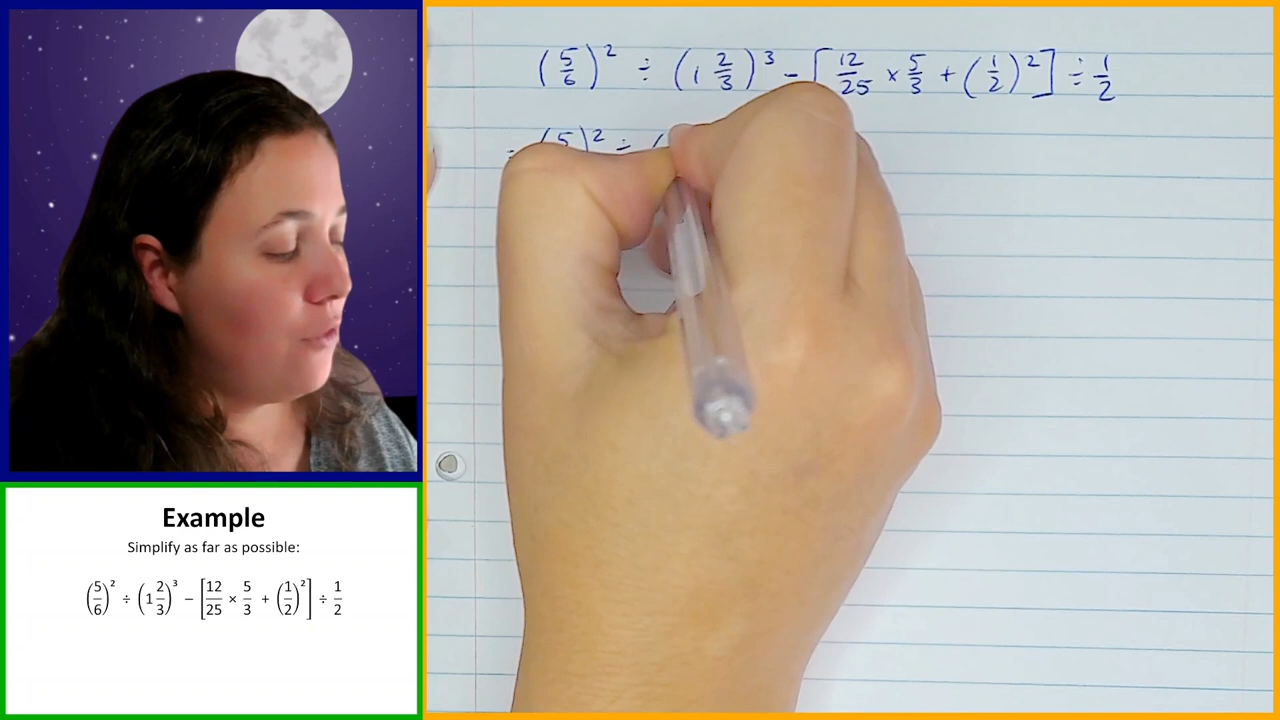 Example
Simplify as far as possible:
(5/6)² ÷ (1 2/3)³ − [12/25 × 5/3 + (1/2)²] ÷ 1/2
(5/6)² ÷ (1 2/3)³ − [12/25 × 5/3 + (1/2)²] ÷ 1/2